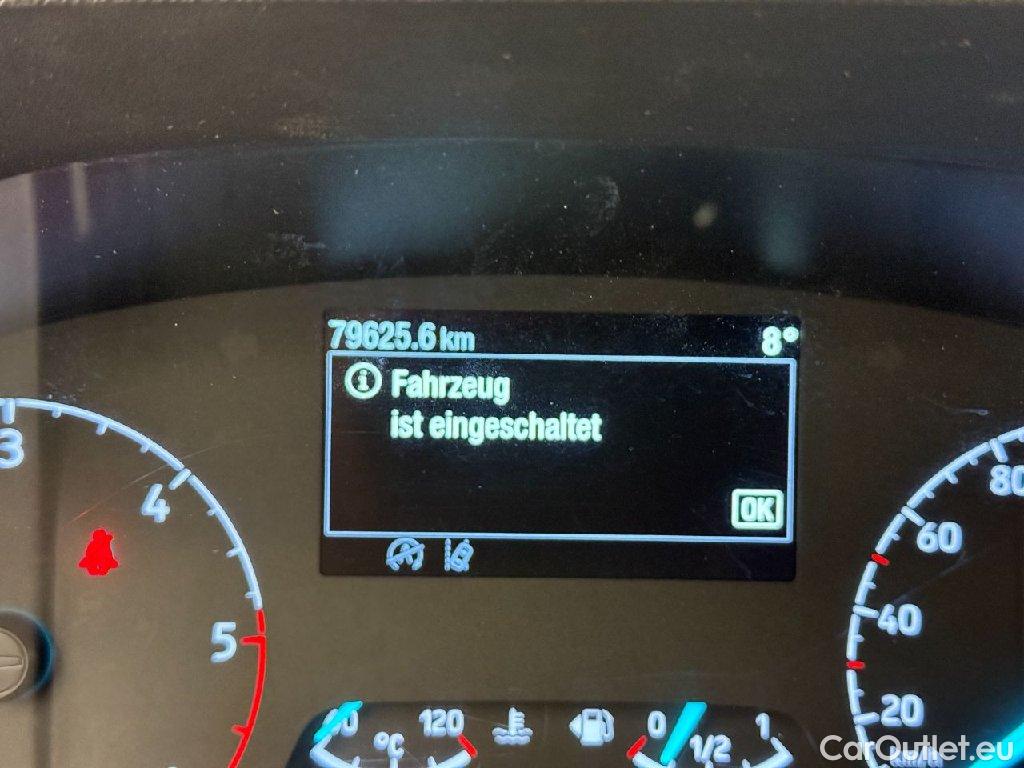 79625.6 km 8°
Fahrzeug
ist eingeschaltet
OK
3
4
5
80
60
40
20
120
°C
0
1/2
1
CarOutlet.eu